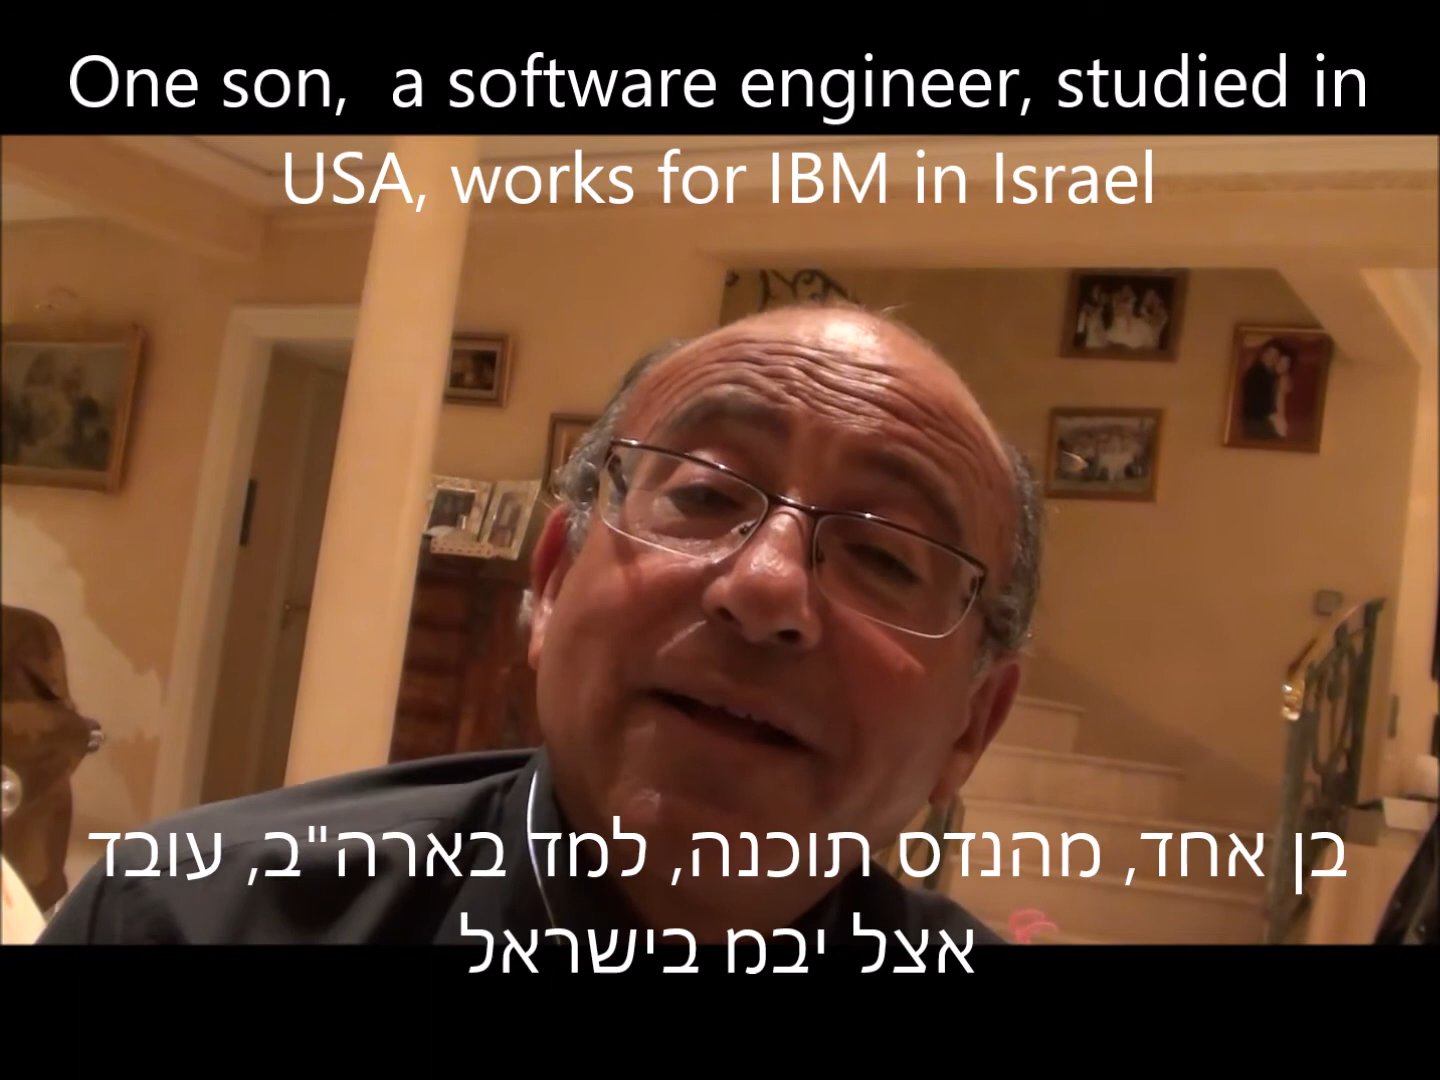 One son,  a software engineer, studied in
USA, works for IBM in Israel
בן אחד, מהנדס תוכנה, למד בארה"ב, עובד
אצל יבמ בישראל